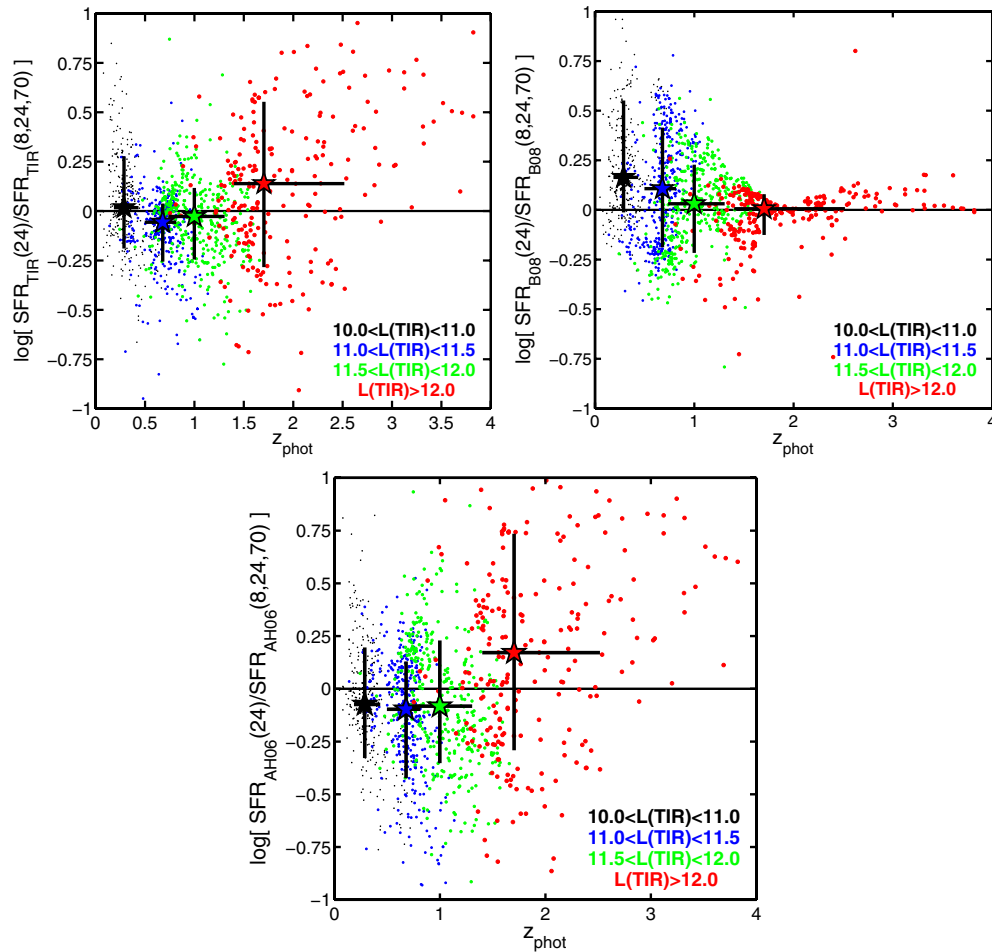 log[ SFR_TIR(24)/SFR_TIR(8,24,70) ]
1
0.75
0.5
0.25
0
−0.25
−0.5
−0.75
−1
10.0<L(TIR)<11.0
11.0<L(TIR)<11.5
11.5<L(TIR)<12.0
L(TIR)>12.0
0 0.5 1 1.5 2 2.5 3 3.5 4
z_phot
log[ SFR_B08(24)/SFR_B08(8,24,70) ]
1
0.75
0.5
0.25
0
−0.25
−0.5
−0.75
−1
10.0<L(TIR)<11.0
11.0<L(TIR)<11.5
11.5<L(TIR)<12.0
L(TIR)>12.0
0 1 2 3 4
z_phot
log[ SFR_AH06(24)/SFR_AH06(8,24,70) ]
1
0.75
0.5
0.25
0
−0.25
−0.5
−0.75
−1
10.0<L(TIR)<11.0
11.0<L(TIR)<11.5
11.5<L(TIR)<12.0
L(TIR)>12.0
0 1 2 3 4
z_phot